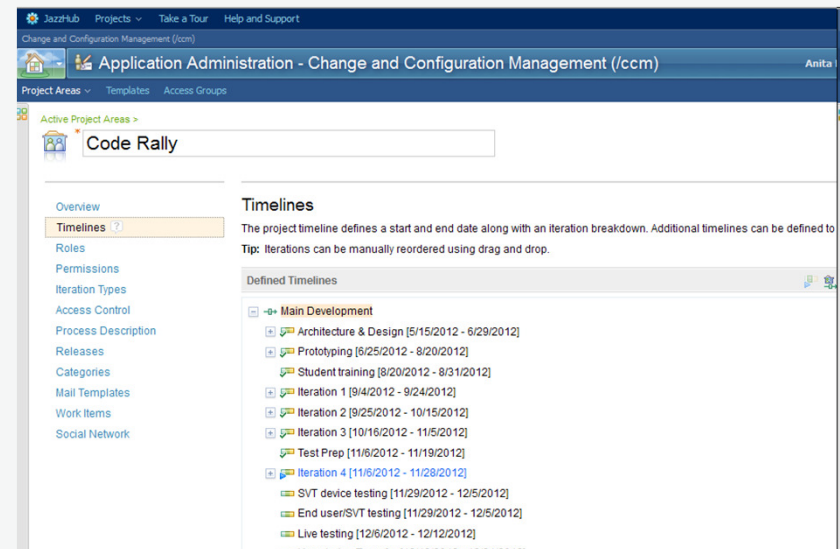 JazzHub Projects Take a Tour Help and Support
Change and Configuration Management (/ccm)
Application Administration - Change and Configuration Management (/ccm) Anita
Project Areas Templates Access Groups
Active Project Areas >
* Code Rally
Overview
Timelines ?
Roles
Permissions
Iteration Types
Access Control
Process Description
Releases
Categories
Mail Templates
Work Items
Social Network
Timelines
The project timeline defines a start and end date along with an iteration breakdown. Additional timelines can be defined to
Tip: Iterations can be manually reordered using drag and drop.
Defined Timelines
Main Development
Architecture & Design [5/15/2012 - 6/29/2012]
Prototyping [6/25/2012 - 8/20/2012]
Student training [8/20/2012 - 8/31/2012]
Iteration 1 [9/4/2012 - 9/24/2012]
Iteration 2 [9/25/2012 - 10/15/2012]
Iteration 3 [10/16/2012 - 11/5/2012]
Test Prep [11/6/2012 - 11/19/2012]
Iteration 4 [11/6/2012 - 11/28/2012]
SVT device testing [11/29/2012 - 12/5/2012]
End user/SVT testing [11/29/2012 - 12/5/2012]
Live testing [12/6/2012 - 12/12/2012]